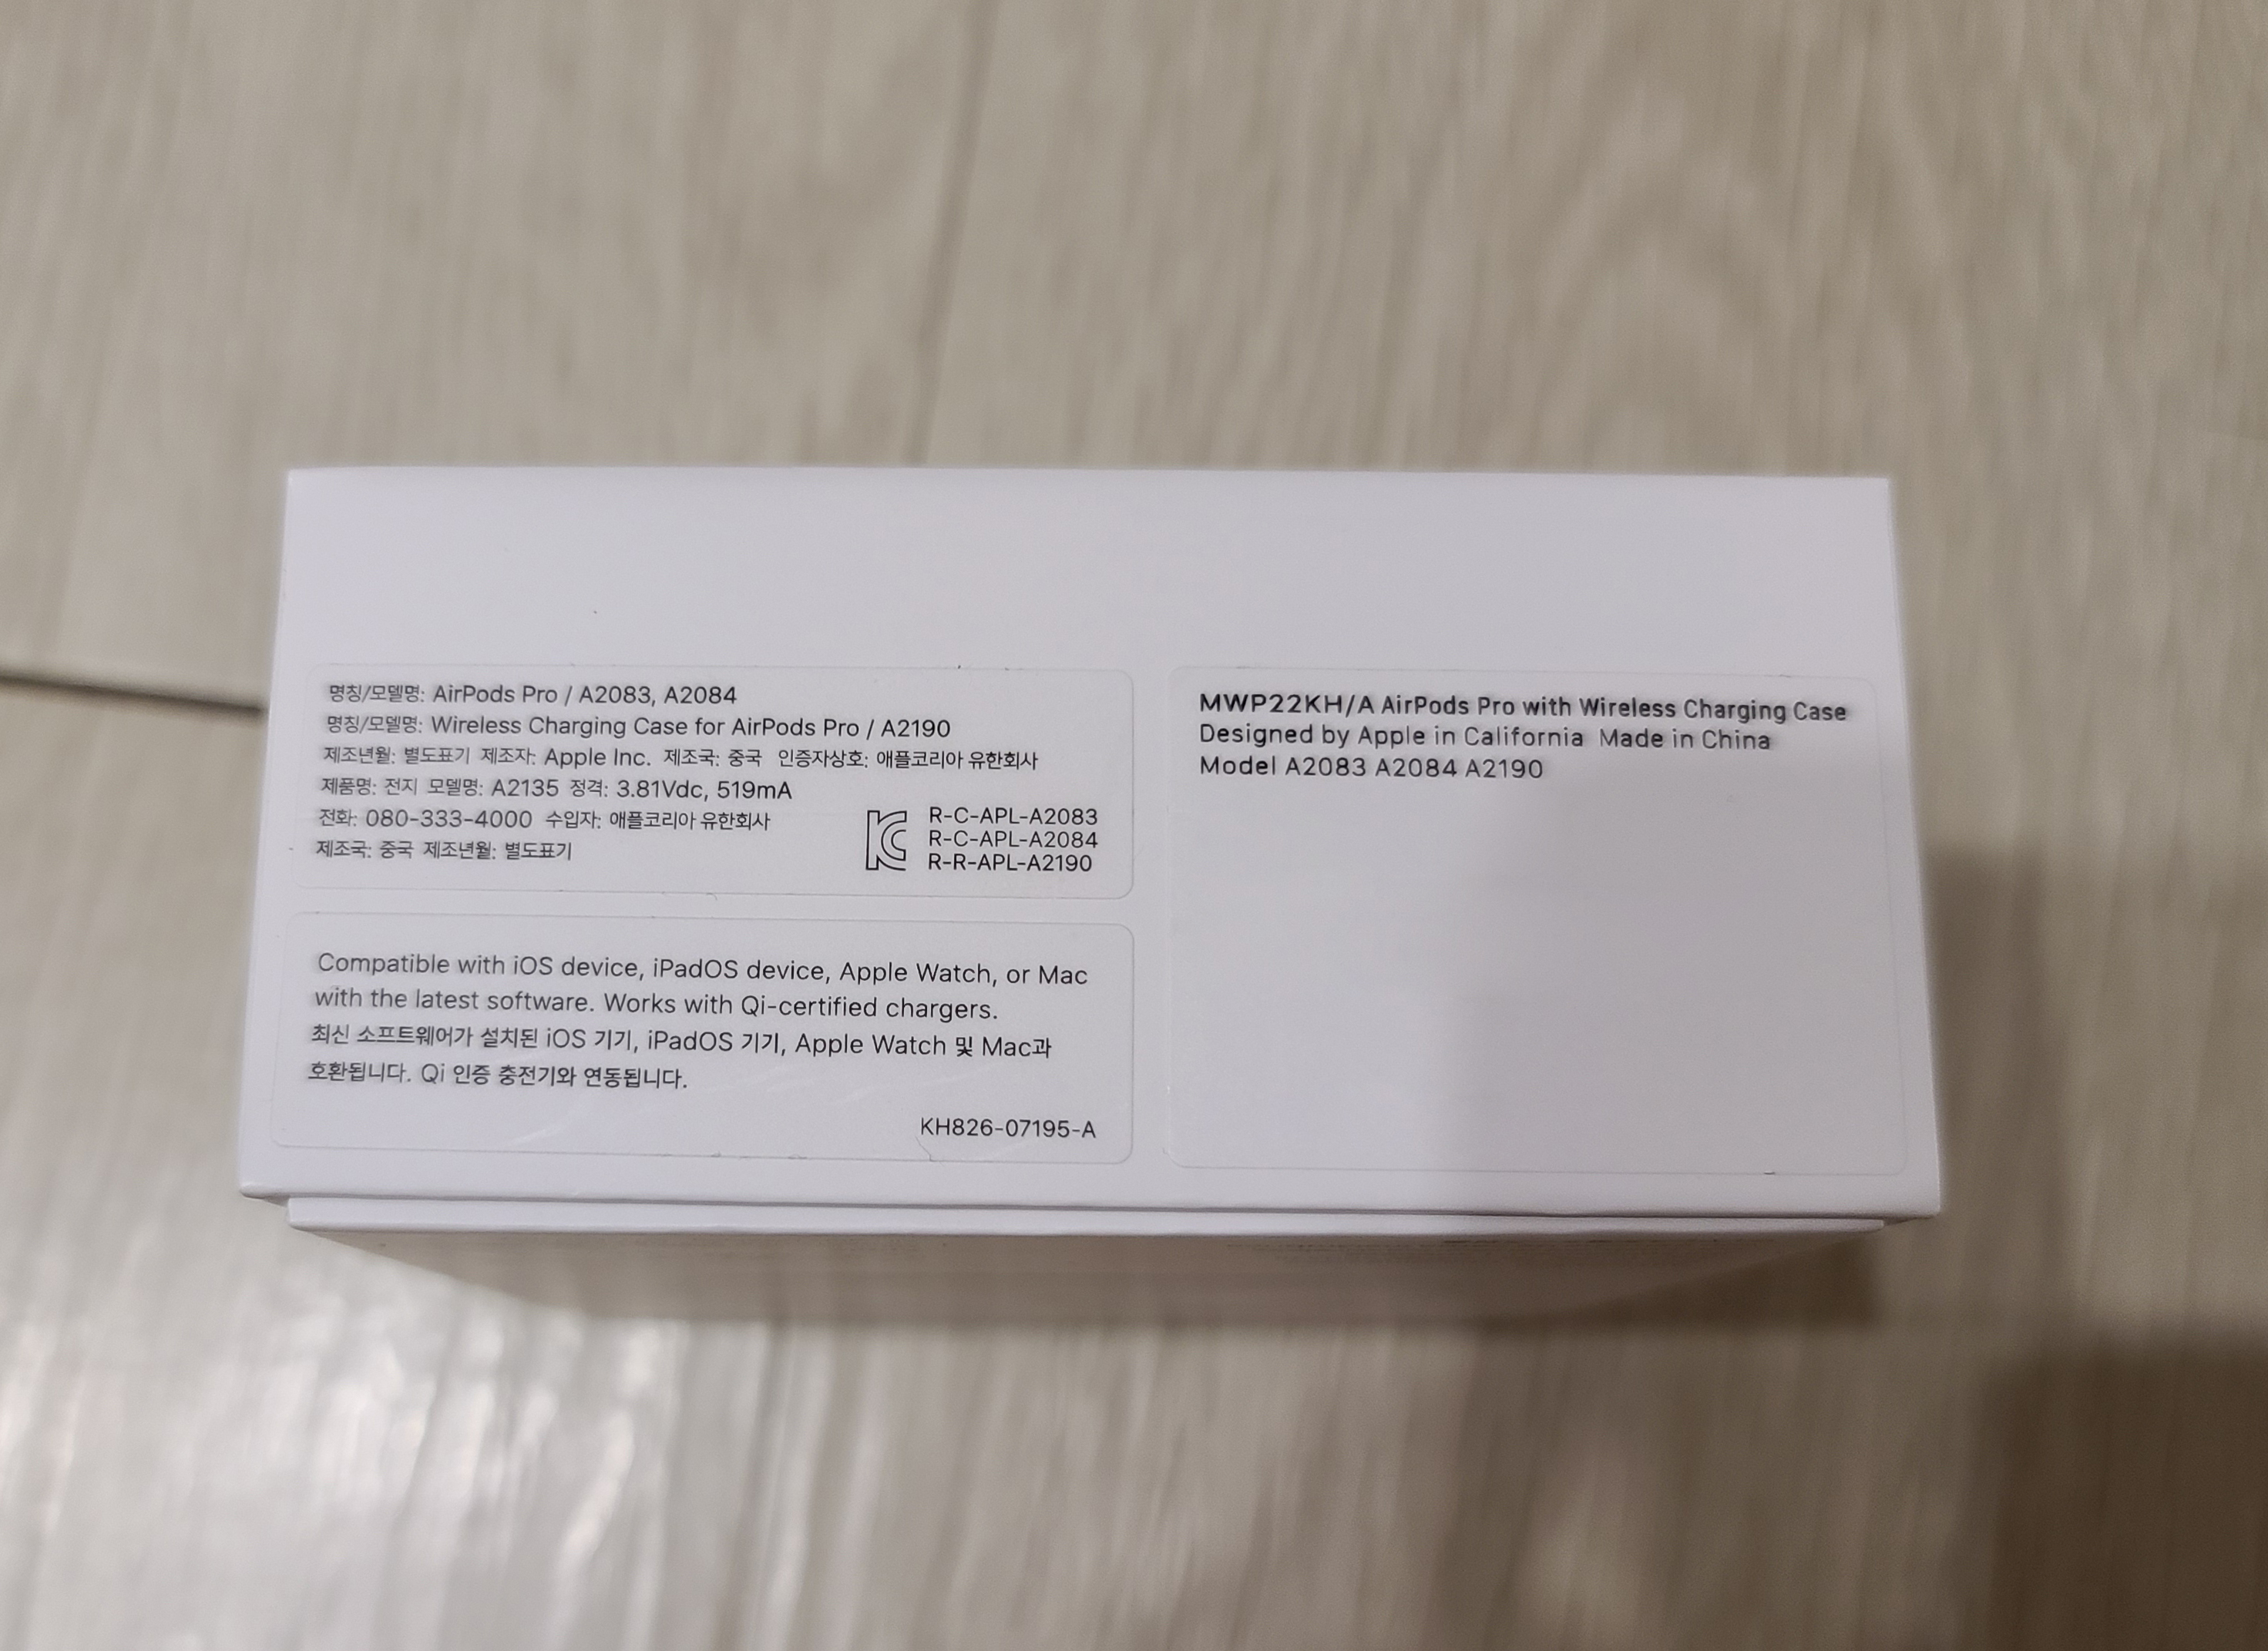 명칭/모델명: AirPods Pro / A2083, A2084
명칭/모델명: Wireless Charging Case for AirPods Pro / A2190
제조년월: 별도표기 제조자: Apple Inc. 제조국: 중국 인증자상호: 애플코리아 유한회사
제품명: 전지 모델명: A2135 정격: 3.81Vdc, 519mA
전화: 080-333-4000 수입자: 애플코리아 유한회사
제조국: 중국 제조년월: 별도표기
R-C-APL-A2083
R-C-APL-A2084
R-R-APL-A2190
Compatible with iOS device, iPadOS device, Apple Watch, or Mac
with the latest software. Works with Qi-certified chargers.
최신 소프트웨어가 설치된 iOS 기기, iPadOS 기기, Apple Watch 및 Mac과
호환됩니다. Qi 인증 충전기와 연동됩니다.
KH826-07195-A
MWP22KH/A AirPods Pro with Wireless Charging Case
Designed by Apple in California Made in China
Model A2083 A2084 A2190